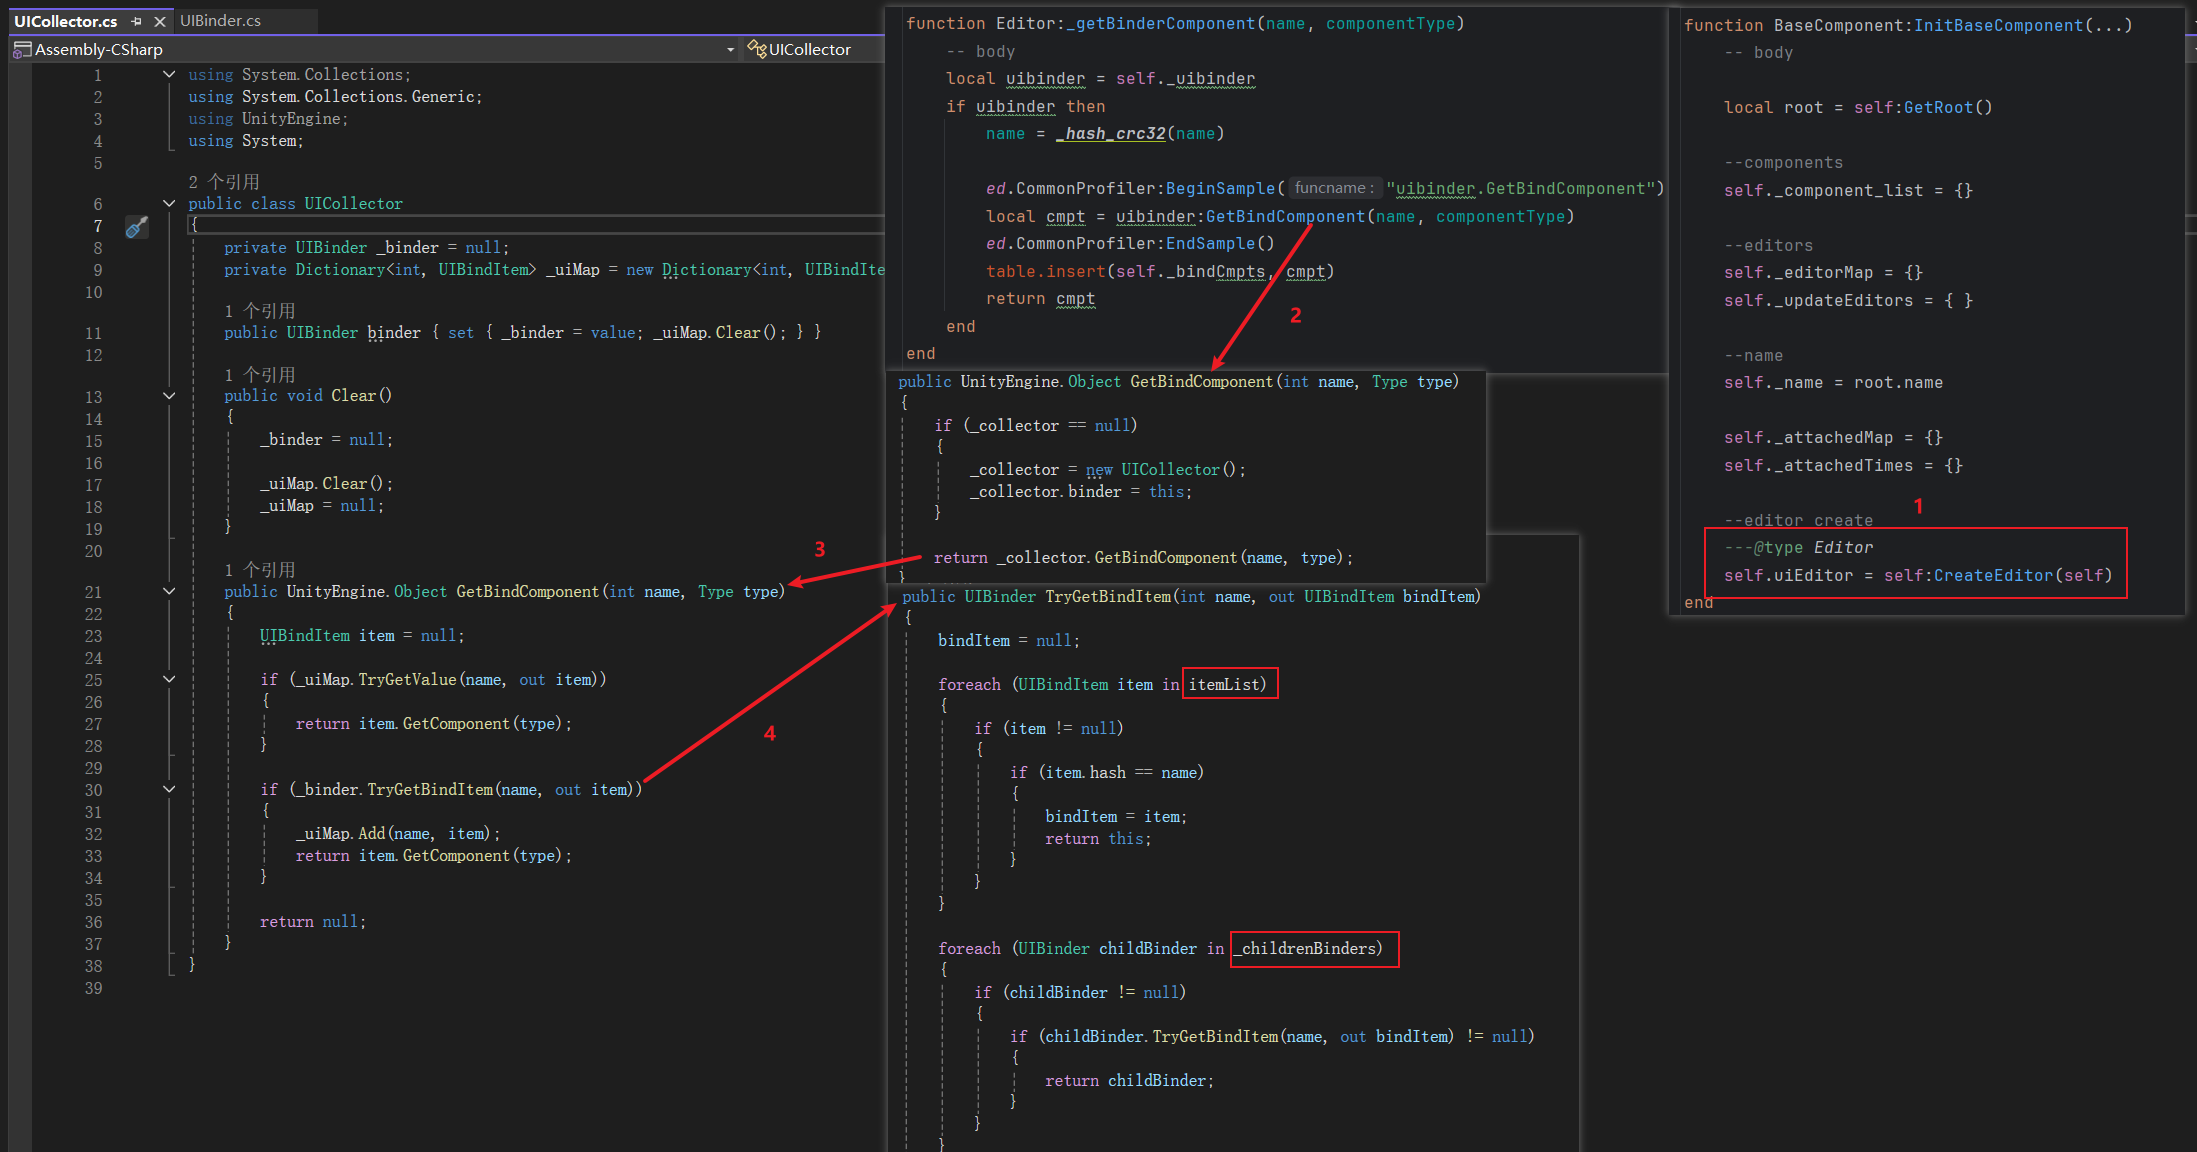 UICollector.cs
UIBinder.cs
Assembly-CSharp
UICollector
1 using System.Collections;
2 using System.Collections.Generic;
3 using UnityEngine;
4 using System;
5
2 个引用
6 public class UICollector
7 {
8 private UIBinder _binder = null;
9 private Dictionary<int, UIBindItem> _uiMap = new Dictionary<int, UIBindIte
10
1 个引用
11 public UIBinder binder { set { _binder = value; _uiMap.Clear(); } }
12
1 个引用
13 public void Clear()
14 {
15 _binder = null;
16
17 _uiMap.Clear();
18 _uiMap = null;
19 }
20
1 个引用
21 public UnityEngine.Object GetBindComponent(int name, Type type)
22 {
23 UIBindItem item = null;
24
25 if (_uiMap.TryGetValue(name, out item))
26 {
27 return item.GetComponent(type);
28 }
29
30 if (_binder.TryGetBindItem(name, out item))
31 {
32 _uiMap.Add(name, item);
33 return item.GetComponent(type);
34 }
35
36 return null;
37 }
38 }
39
function Editor:_getBinderComponent(name, componentType)
-- body
local uibinder = self._uibinder
if uibinder then
name = _hash_crc32(name)
ed.CommonProfiler:BeginSample( funcname: "uibinder.GetBindComponent")
local cmpt = uibinder:GetBindComponent(name, componentType)
ed.CommonProfiler:EndSample()
table.insert(self._bindCmpts, cmpt)
return cmpt
end
end
2
public UnityEngine.Object GetBindComponent(int name, Type type)
{
if (_collector == null)
{
_collector = new UICollector();
_collector.binder = this;
}
return _collector.GetBindComponent(name, type);
}
3
4
public UIBinder TryGetBindItem(int name, out UIBindItem bindItem)
{
bindItem = null;
foreach (UIBindItem item in itemList)
{
if (item != null)
{
if (item.hash == name)
{
bindItem = item;
return this;
}
}
}
foreach (UIBinder childBinder in _childrenBinders)
{
if (childBinder != null)
{
if (childBinder.TryGetBindItem(name, out bindItem) != null)
{
return childBinder;
}
}
}
function BaseComponent:InitBaseComponent(...)
-- body
local root = self:GetRoot()
--components
self._component_list = {}
--editors
self._editorMap = {}
self._updateEditors = { }
--name
self._name = root.name
self._attachedMap = {}
self._attachedTimes = {}
1
--editor create
---@type Editor
self.uiEditor = self:CreateEditor(self)
end